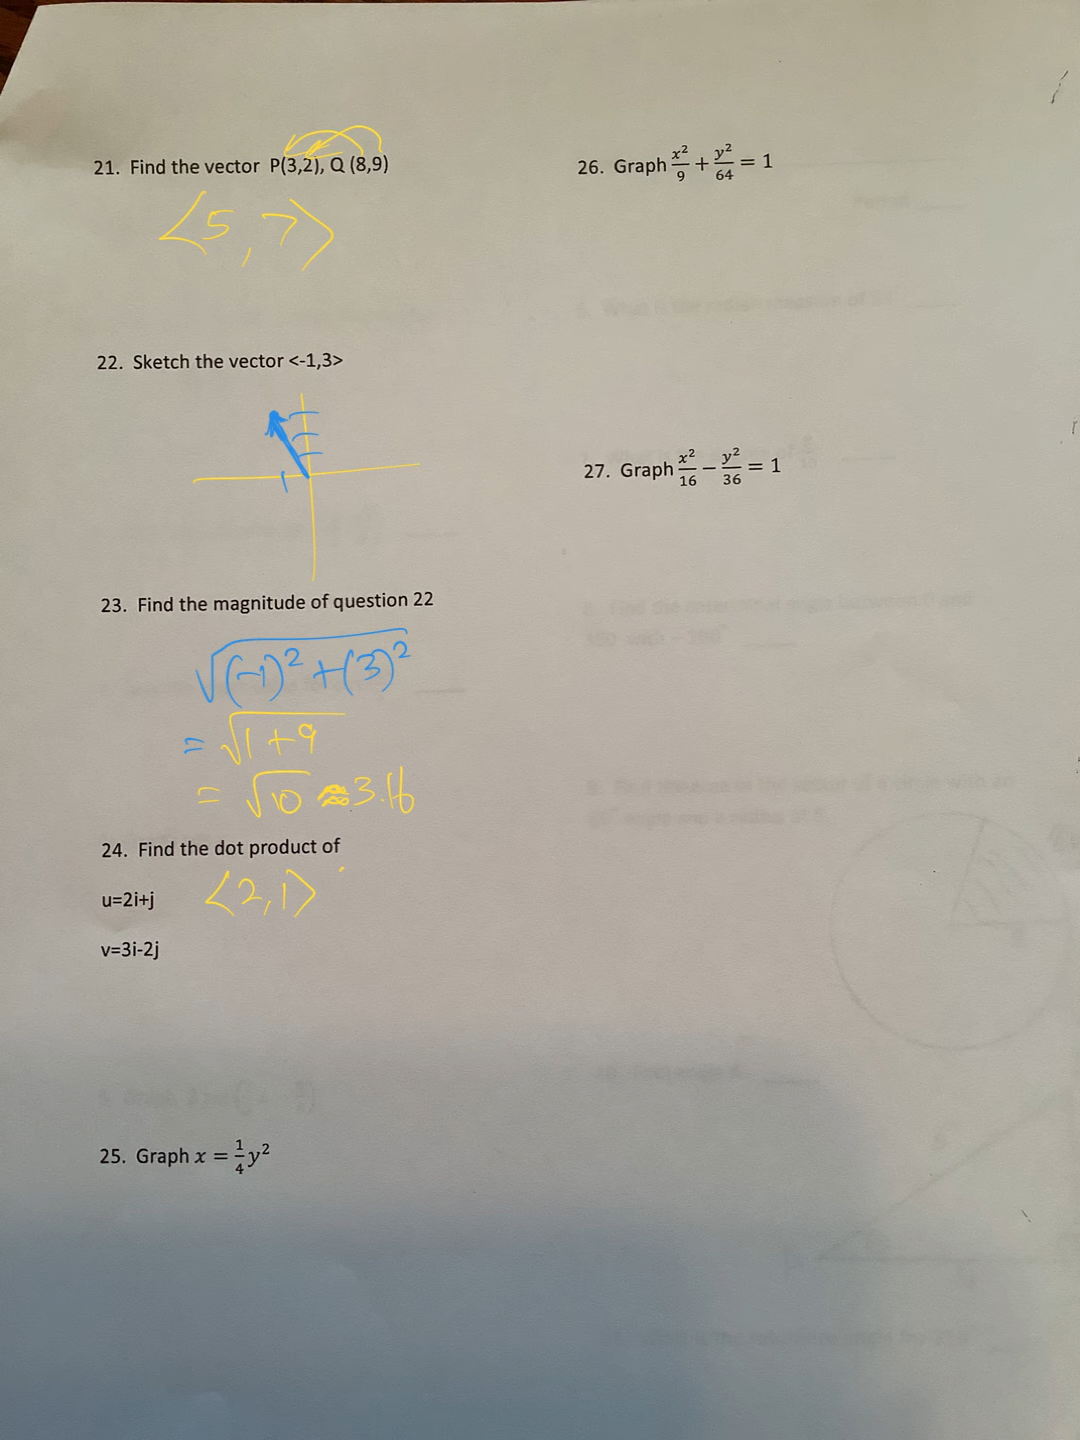 21. Find the vector P(3,2), Q (8,9)
<5, 7>
22. Sketch the vector <-1,3>
23. Find the magnitude of question 22
√((-1)² + (3)²)
= √(1 + 9)
= √10 ≈ 3.16
24. Find the dot product of
u=2i+j <2, 1>
v=3i-2j
25. Graph x = 1/4 y²
26. Graph x²/9 + y²/64 = 1
27. Graph x²/16 − y²/36 = 1